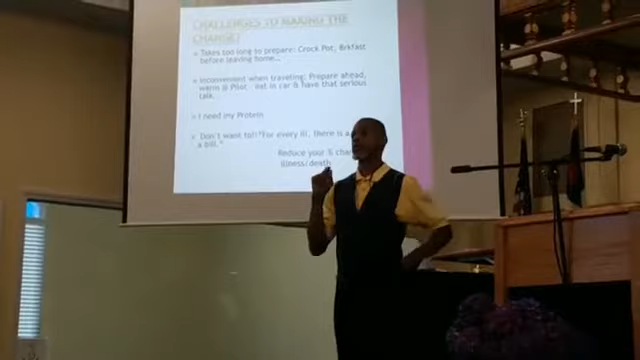 CHALLENGES TO MAKING THE
CHANGE?
Takes too long to prepare: Crock Pot, Brkfast
before leaving home...
Inconvenient when traveling: Prepare ahead,
warm @ Pilot eat in car & have that serious
talk.
I need my Protein
Don't want to! "For every ill, there is
a bill."
Reduce your % chan
illness/death